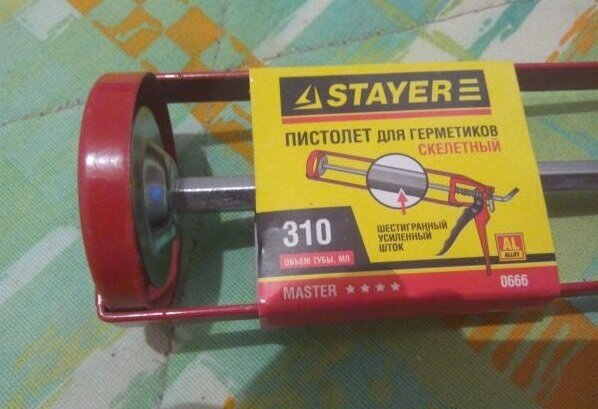 STAYER
ПИСТОЛЕТ ДЛЯ ГЕРМЕТИКОВ
СКЕЛЕТНЫЙ
310
ОБЪЕМ ТУБЫ, МЛ
ШЕСТИГРАННЫЙ
УСИЛЕННЫЙ
ШТОК
AL
ALLOY
MASTER ★★★★
0666